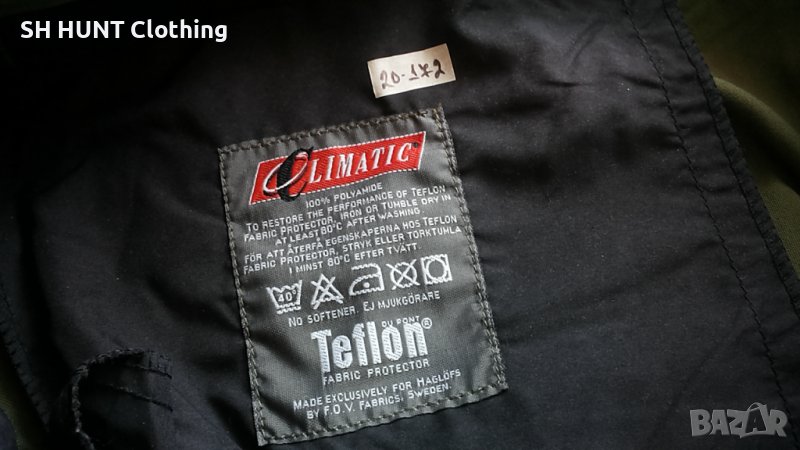 SH HUNT Clothing
20-172
CLIMATIC®
100% POLYAMIDE
TO RESTORE THE PERFORMANCE OF TEFLON
FABRIC PROTECTOR, IRON OR TUMBLE DRY IN
AT LEAST 80°C AFTER WASHING.
FÖR ATT ÅTERFÅ EGENSKAPERNA HOS TEFLON
FABRIC PROTECTOR, STRYK ELLER TORKTUMLA
I MINST 80°C EFTER TVÄTT.
40°
NO SOFTENER. EJ MJUKGÖRARE
DU PONT
Teflon®
FABRIC PROTECTOR
MADE EXCLUSIVELY FOR HAGLÖFS
BY F.O.V. FABRICS, SWEDEN.
BAZAR